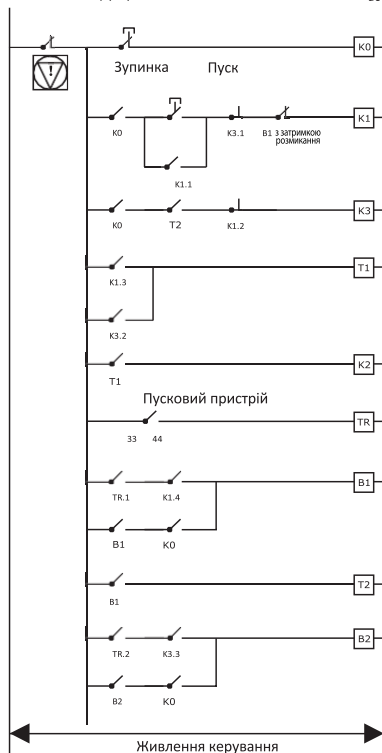 K0
!
Зупинка Пуск
K1
K0 K3.1 B1 з затримкою
розмикання
K1.1
K3
K0 T2 K1.2
T1
K1.3
K3.2
K2
T1
Пусковий пристрій
TR
33 44
B1
TR.1 K1.4
B1 K0
T2
B1
B2
TR.2 K3.3
B2 K0
Живлення керування